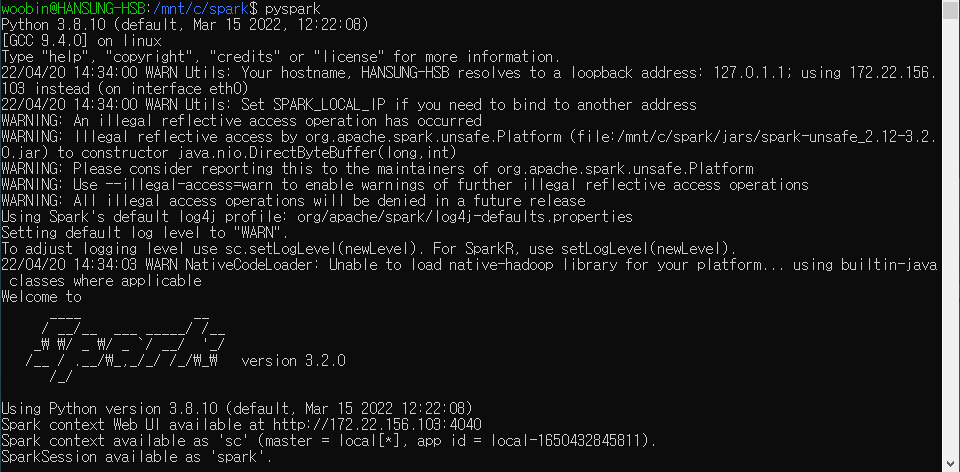 woobin@HANSUNG-HSB:/mnt/c/spark$ pyspark
Python 3.8.10 (default, Mar 15 2022, 12:22:08)
[GCC 9.4.0] on linux
Type "help", "copyright", "credits" or "license" for more information.
22/04/20 14:34:00 WARN Utils: Your hostname, HANSUNG-HSB resolves to a loopback address: 127.0.1.1; using 172.22.156.
103 instead (on interface eth0)
22/04/20 14:34:00 WARN Utils: Set SPARK_LOCAL_IP if you need to bind to another address
WARNING: An illegal reflective access operation has occurred
WARNING: Illegal reflective access by org.apache.spark.unsafe.Platform (file:/mnt/c/spark/jars/spark-unsafe_2.12-3.2.
0.jar) to constructor java.nio.DirectByteBuffer(long,int)
WARNING: Please consider reporting this to the maintainers of org.apache.spark.unsafe.Platform
WARNING: Use --illegal-access=warn to enable warnings of further illegal reflective access operations
WARNING: All illegal access operations will be denied in a future release
Using Spark's default log4j profile: org/apache/spark/log4j-defaults.properties
Setting default log level to "WARN".
To adjust logging level use sc.setLogLevel(newLevel). For SparkR, use setLogLevel(newLevel).
22/04/20 14:34:03 WARN NativeCodeLoader: Unable to load native-hadoop library for your platform... using builtin-java
 classes where applicable
Welcome to
      ____              __
     / __/__  ___ _____/ /__
    _₩ ₩/ _ ₩/ _ `/ __/  '_/
   /__ / .__/₩_,_/_/ /_/₩_₩   version 3.2.0
      /_/
Using Python version 3.8.10 (default, Mar 15 2022 12:22:08)
Spark context Web UI available at http://172.22.156.103:4040
Spark context available as 'sc' (master = local[*], app id = local-1650432845811).
SparkSession available as 'spark'.